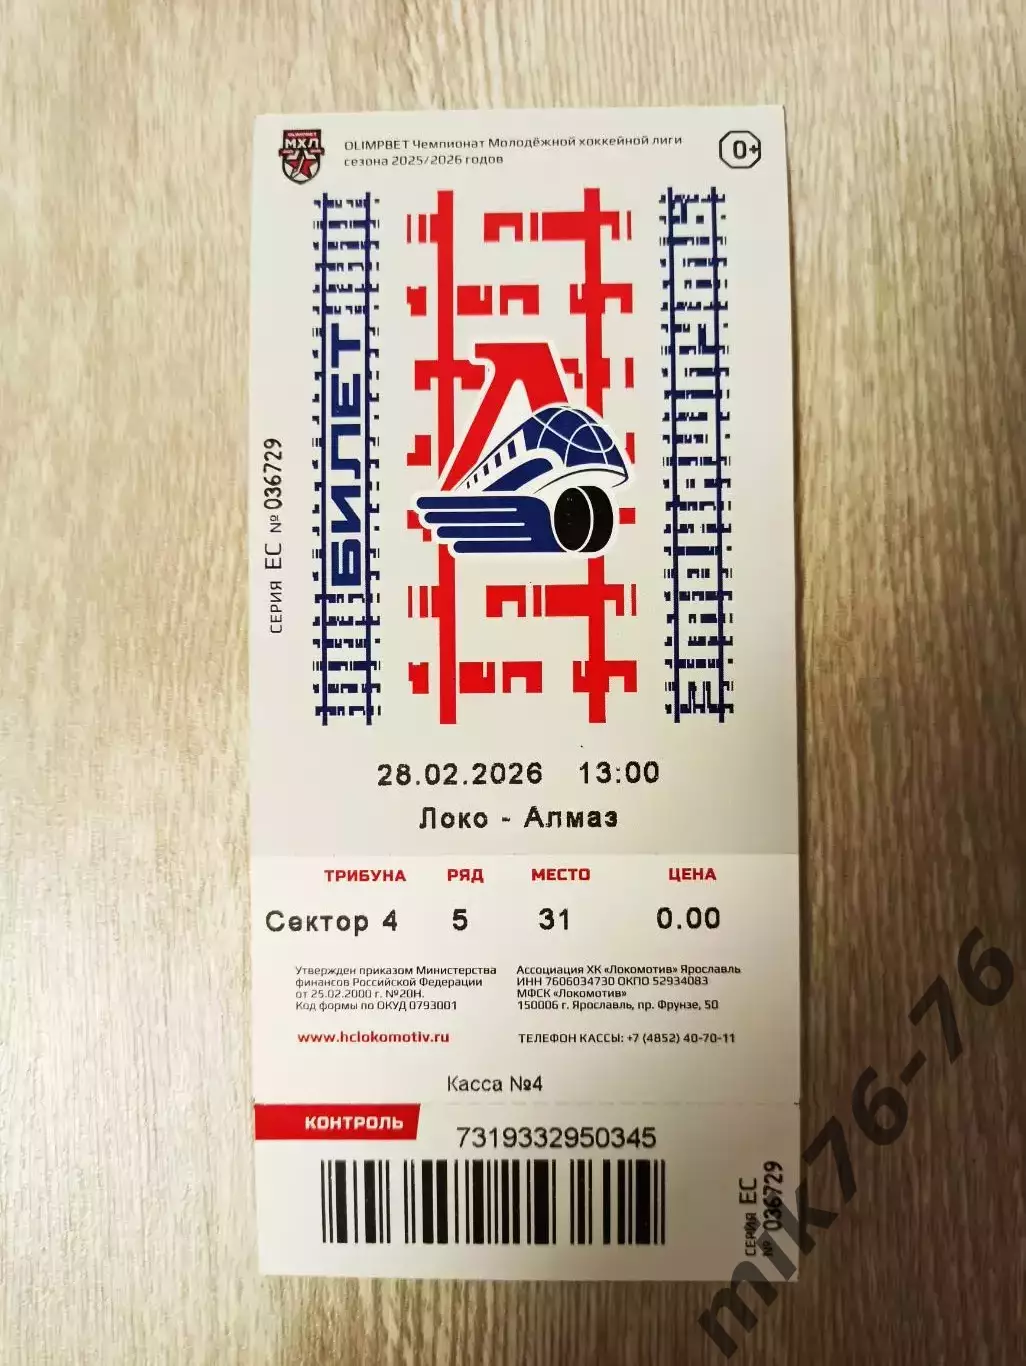 OLIMPBET
МХЛ
OLIMPBET Чемпионат Молодёжной хоккейной лиги
сезона 2025/2026 годов
0+
БИЛЕТ
СЕРИЯ ЕС № 036729
28.02.2026 13:00
Локо - Алмаз
ТРИБУНА РЯД МЕСТО ЦЕНА
Сектор 4 5 31 0.00
Утвержден приказом Министерства
финансов Российской Федерации
от 25.02.2000 г. №20Н.
Код формы по ОКУД 0793001
www.hclokomotiv.ru
Ассоциация ХК «Локомотив» Ярославль
ИНН 7606034730 ОКПО 52934083
МФСК «Локомотив»
150006 г. Ярославль, пр. Фрунзе, 50
ТЕЛЕФОН КАССЫ: +7 (4852) 40-70-11
Касса №4
КОНТРОЛЬ
7319332950345
СЕРИЯ ЕС
№ 036729
mik76-76